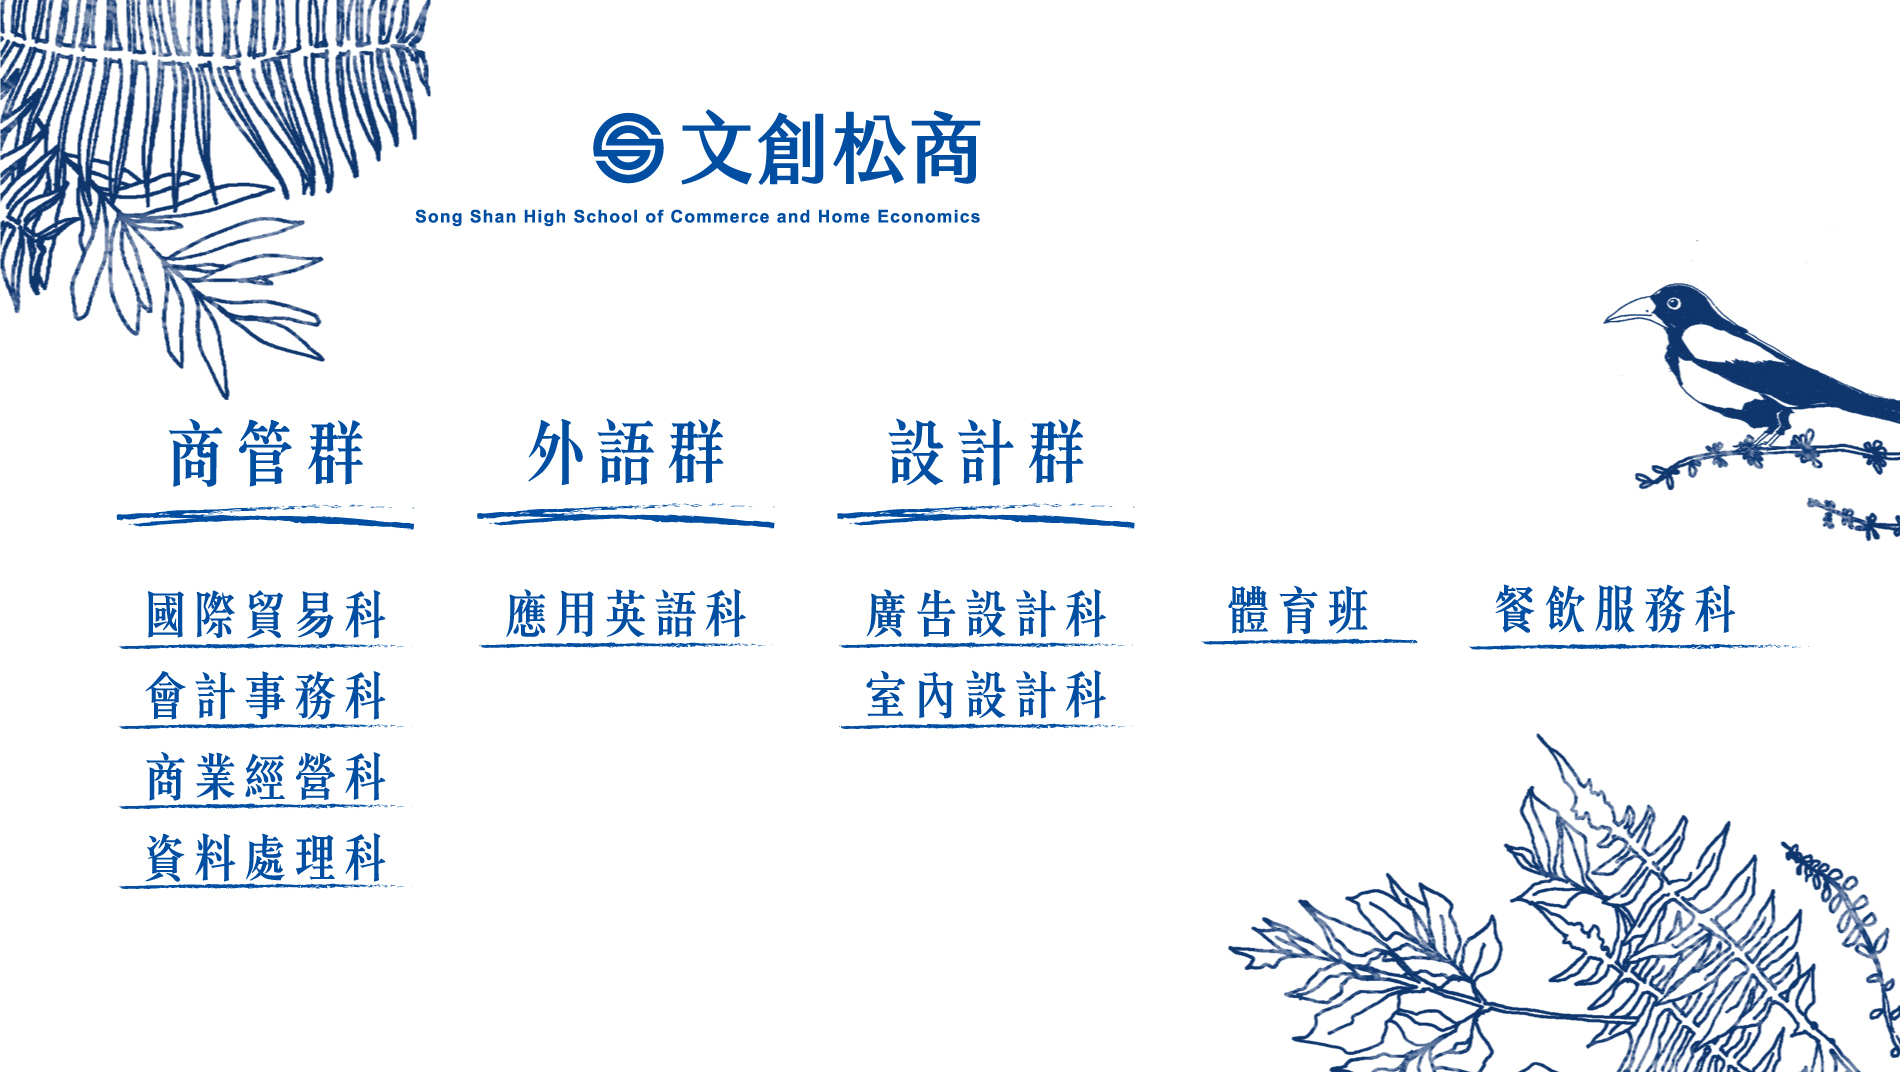 文創松商
Song Shan High School of Commerce and Home Economics
商管群
國際貿易科
會計事務科
商業經營科
資料處理科
外語群
應用英語科
設計群
廣告設計科
室內設計科
體育班
餐飲服務科